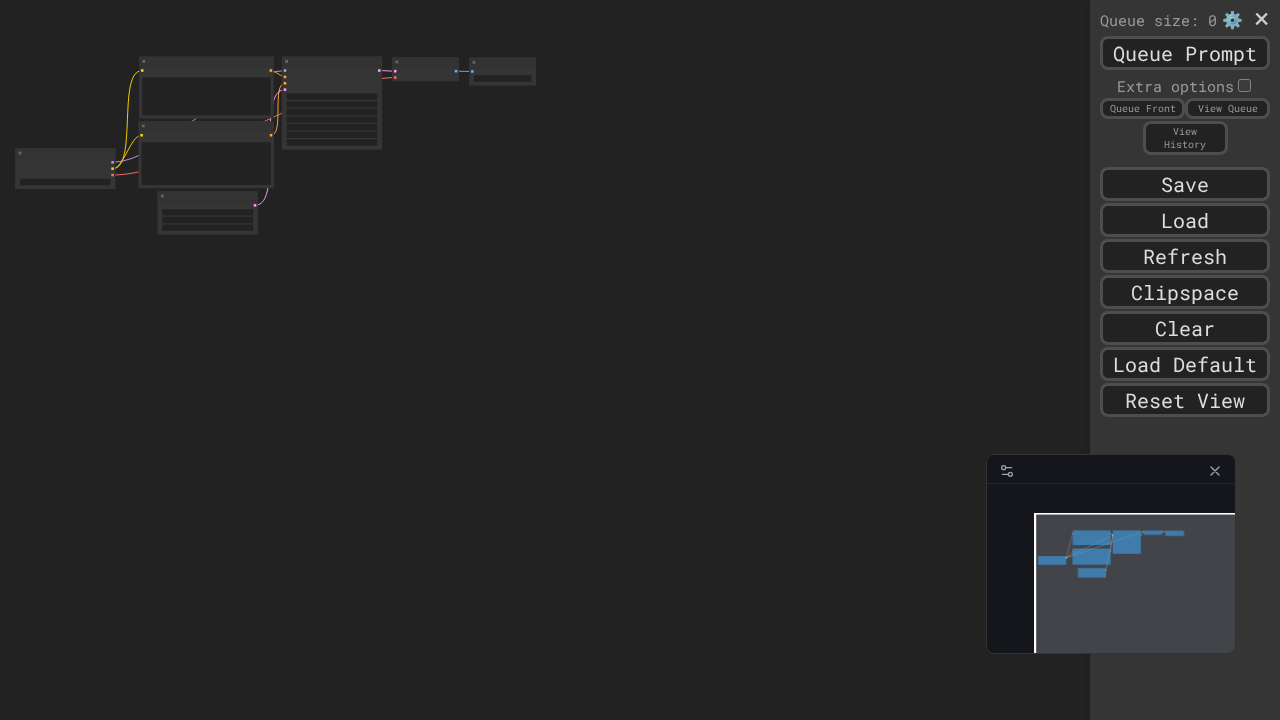 Queue size: 0
Queue Prompt
Extra options
Queue Front
View Queue
View
History
Save
Load
Refresh
Clipspace
Clear
Load Default
Reset View